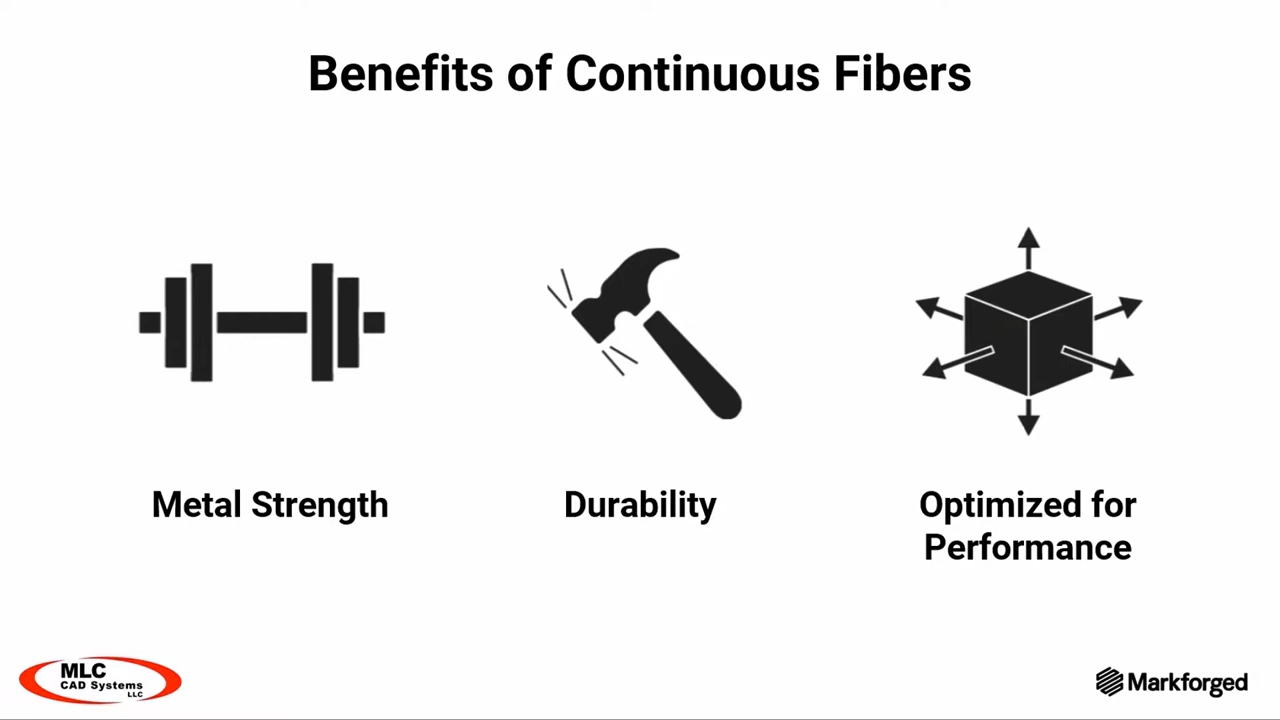 Benefits of Continuous Fibers
Metal Strength
Durability
Optimized for
Performance
MLC
CAD Systems
LLC
Markforged